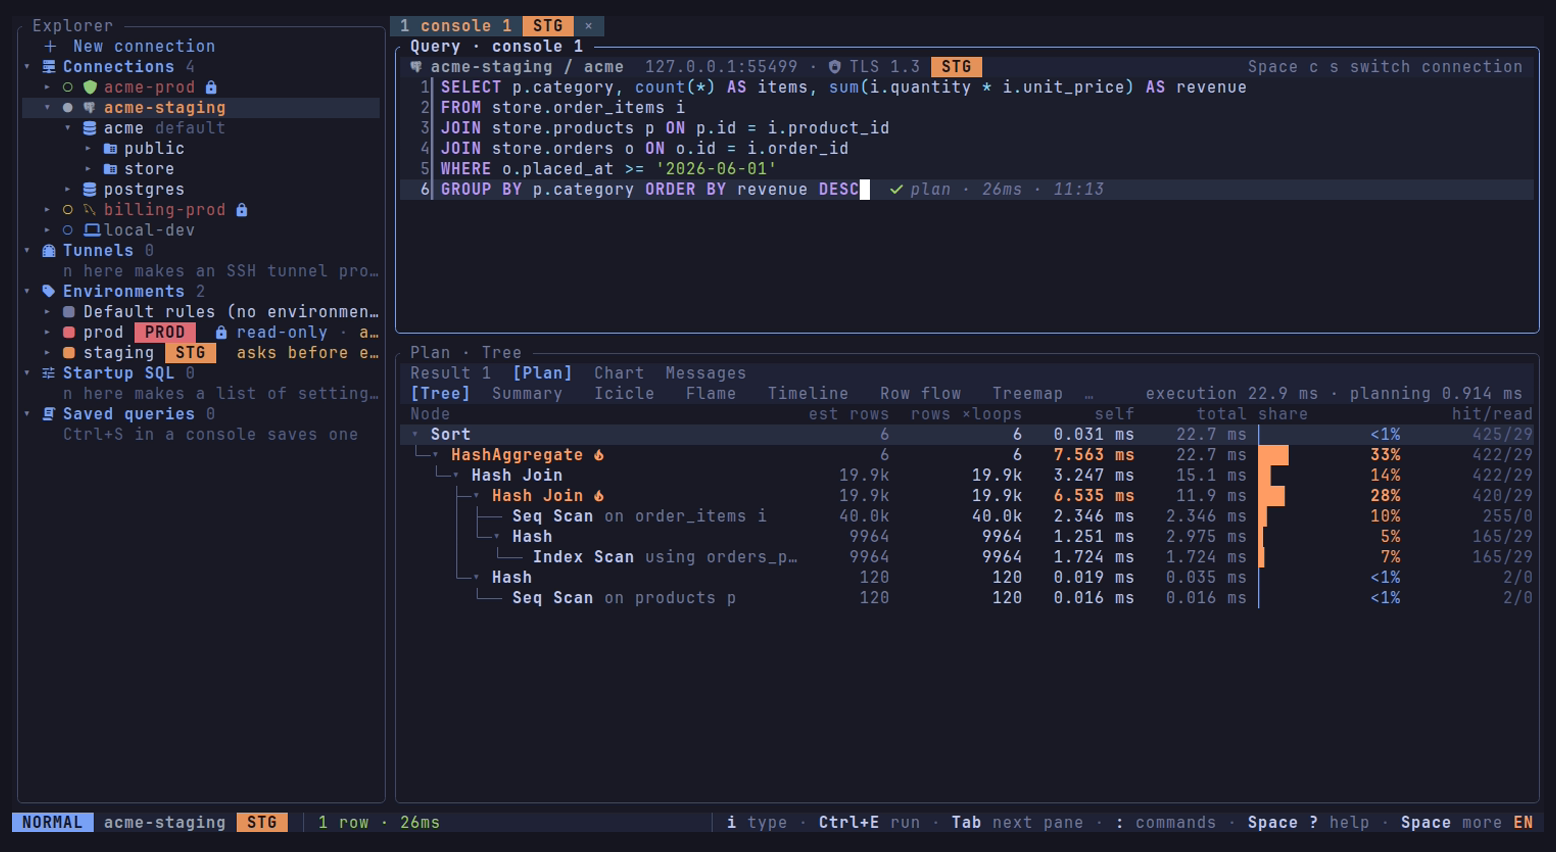 Explorer
+ New connection
Connections 4
acme-prod
acme-staging
acme default
public
store
postgres
billing-prod
local-dev
Tunnels 0
n here makes an SSH tunnel pro…
Environments 2
Default rules (no environmen…
prod PROD read-only · a…
staging STG asks before e…
Startup SQL 0
n here makes a list of setting…
Saved queries 0
Ctrl+S in a console saves one
1 console 1 STG ×
Query · console 1
acme-staging / acme 127.0.0.1:55499 · TLS 1.3 STG Space c s switch connection
1 SELECT p.category, count(*) AS items, sum(i.quantity * i.unit_price) AS revenue
2 FROM store.order_items i
3 JOIN store.products p ON p.id = i.product_id
4 JOIN store.orders o ON o.id = i.order_id
5 WHERE o.placed_at >= '2026-06-01'
6 GROUP BY p.category ORDER BY revenue DESC ✓ plan · 26ms · 11:13
Plan · Tree
Result 1 [Plan] Chart Messages
[Tree] Summary Icicle Flame Timeline Row flow Treemap … execution 22.9 ms · planning 0.914 ms
Node est rows rows ×loops self total share hit/read
Sort 6 6 0.031 ms 22.7 ms <1% 425/29
HashAggregate 6 6 7.563 ms 22.7 ms 33% 422/29
Hash Join 19.9k 19.9k 3.247 ms 15.1 ms 14% 422/29
Hash Join 19.9k 19.9k 6.535 ms 11.9 ms 28% 420/29
Seq Scan on order_items i 40.0k 40.0k 2.346 ms 2.346 ms 10% 255/0
Hash 9964 9964 1.251 ms 2.975 ms 5% 165/29
Index Scan using orders_p… 9964 9964 1.724 ms 1.724 ms 7% 165/29
Hash 120 120 0.019 ms 0.035 ms <1% 2/0
Seq Scan on products p 120 120 0.016 ms 0.016 ms <1% 2/0
NORMAL acme-staging STG 1 row · 26ms i type · Ctrl+E run · Tab next pane · : commands · Space ? help · Space more EN